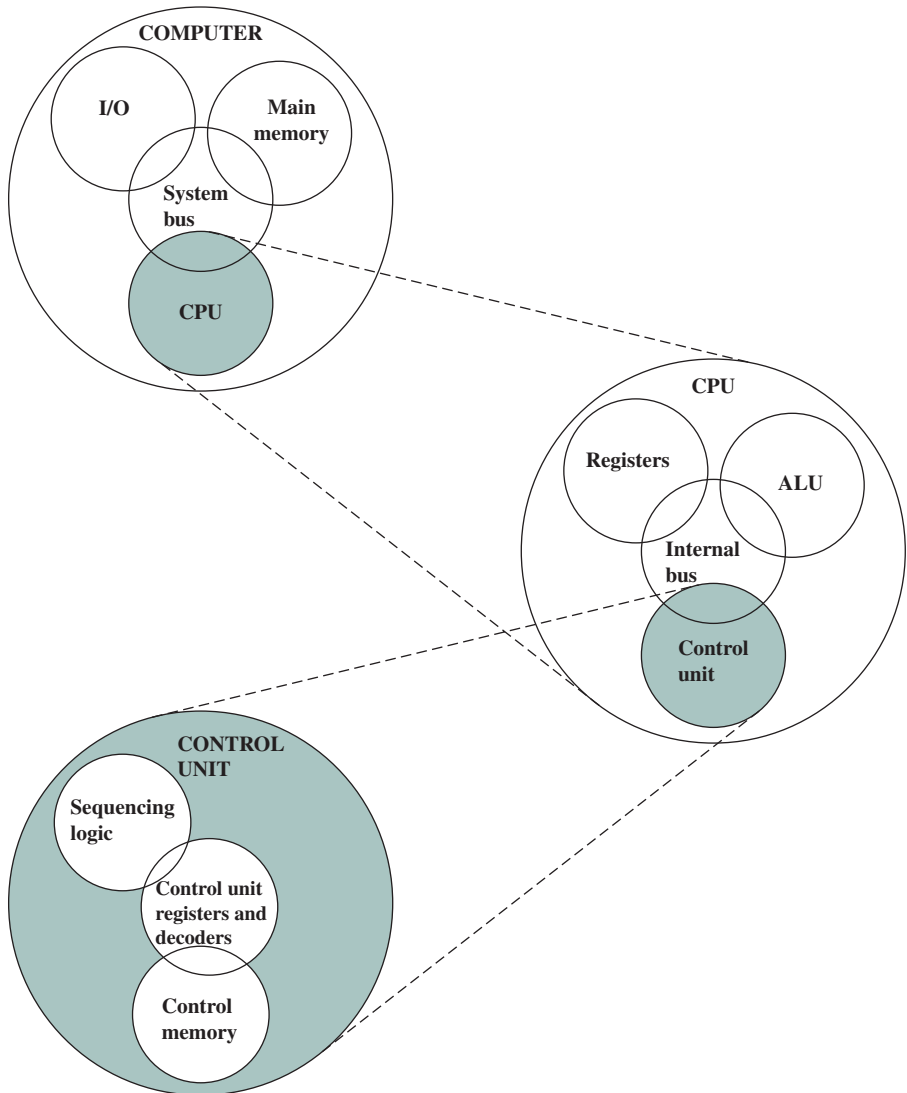 COMPUTER
I/O
Main
memory
System
bus
CPU
CPU
Registers
ALU
Internal
bus
Control
unit
CONTROL
UNIT
Sequencing
logic
Control unit
registers and
decoders
Control
memory